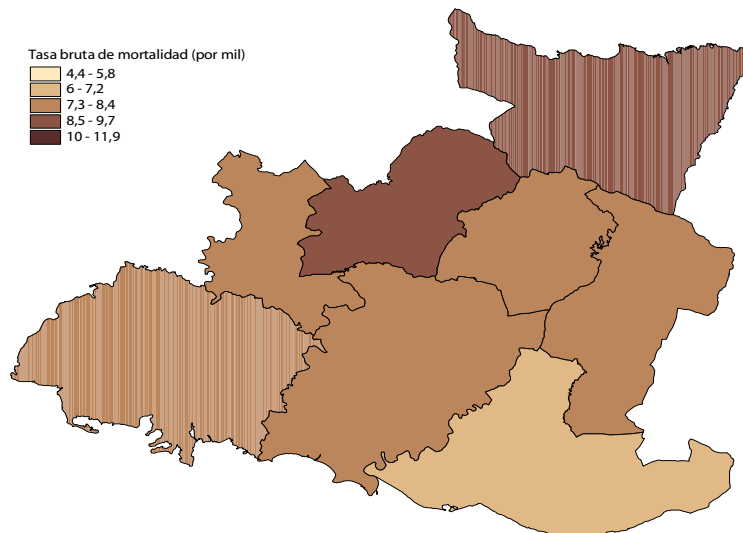 Tasa bruta de mortalidad (por mil)
4,4 - 5,8
6 - 7,2
7,3 - 8,4
8,5 - 9,7
10 - 11,9